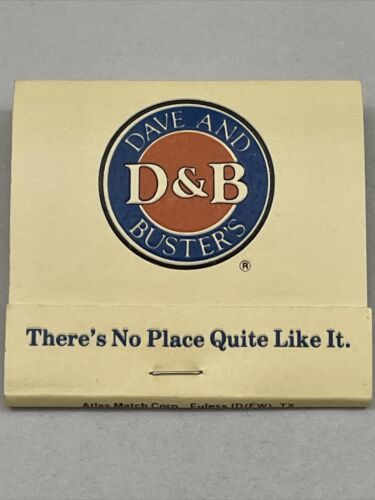 DAVE AND
D&B
BUSTER'S
®
There's No Place Quite Like It.
Atlas Match Corp. Euless (D/FW), TX